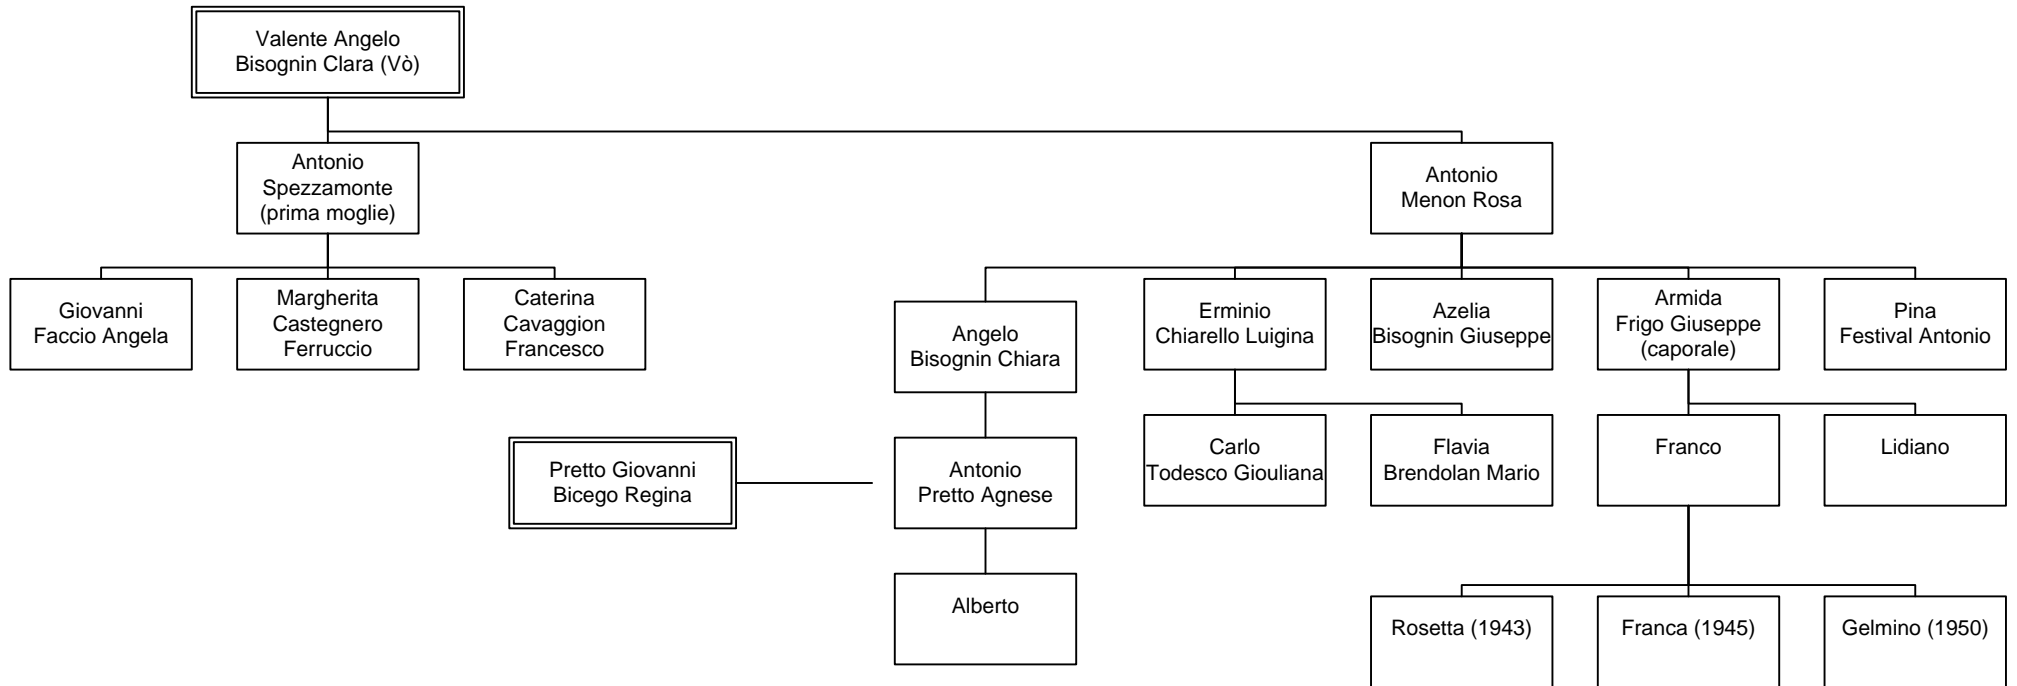 Valente Angelo
Bisognin Clara (Vò)
Antonio
Spezzamonte
(prima moglie)
Antonio
Menon Rosa
Giovanni
Faccio Angela
Margherita
Castegnero
Ferruccio
Caterina
Cavaggion
Francesco
Angelo
Bisognin Chiara
Erminio
Chiarello Luigina
Azelia
Bisognin Giuseppe
Armida
Frigo Giuseppe
(caporale)
Pina
Festival Antonio
Pretto Giovanni
Bicego Regina
Antonio
Pretto Agnese
Carlo
Todesco Giouliana
Flavia
Brendolan Mario
Franco
Lidiano
Alberto
Rosetta (1943)
Franca (1945)
Gelmino (1950)